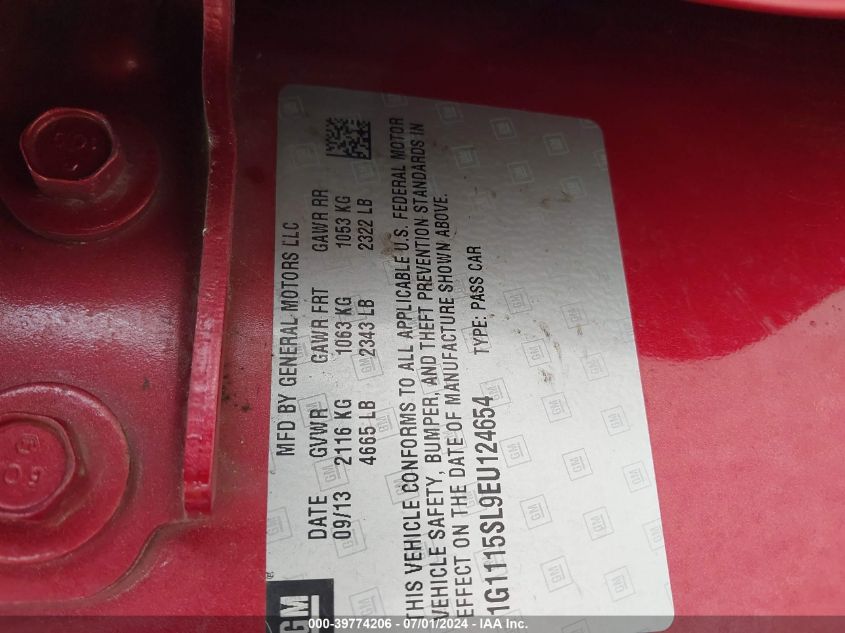 GM
MFD BY GENERAL MOTORS LLC
DATE GVWR GAWR FRT GAWR RR
09/13 2116 KG 1063 KG 1053 KG
4665 LB 2343 LB 2322 LB
THIS VEHICLE CONFORMS TO ALL APPLICABLE U.S. FEDERAL MOTOR
VEHICLE SAFETY, BUMPER, AND THEFT PREVENTION STANDARDS IN
EFFECT ON THE DATE OF MANUFACTURE SHOWN ABOVE.
1G1115SL9EU124654 TYPE: PASS CAR
000-39774206 - 07/01/2024 - IAA Inc.